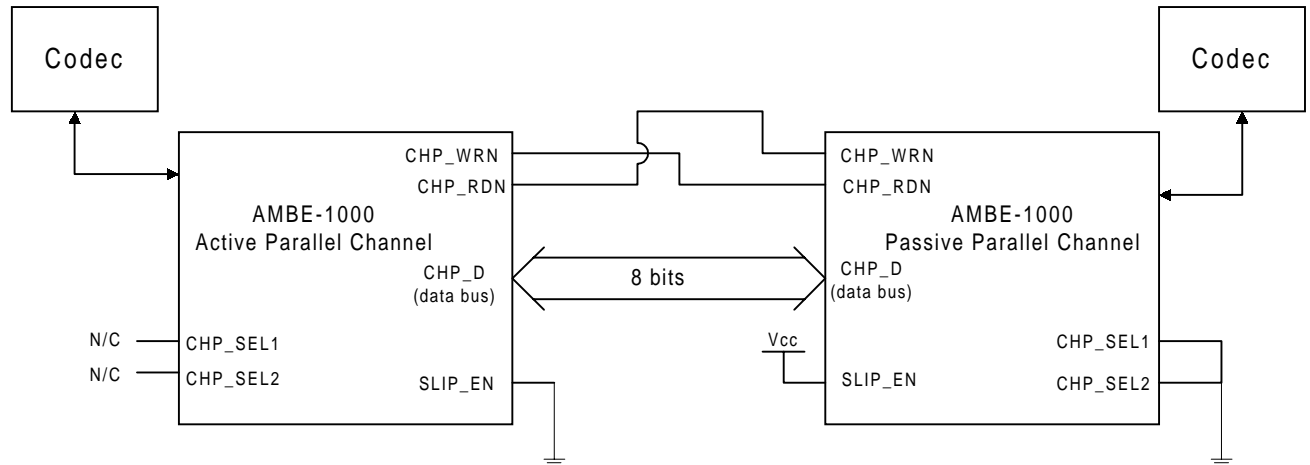 Codec
Codec
CHP_WRN
CHP_RDN
AMBE-1000
Active Parallel Channel
CHP_D
(data bus)
N/C
CHP_SEL1
N/C
CHP_SEL2
SLIP_EN
8 bits
CHP_WRN
CHP_RDN
AMBE-1000
Passive Parallel Channel
CHP_D
(data bus)
Vcc
SLIP_EN
CHP_SEL1
CHP_SEL2